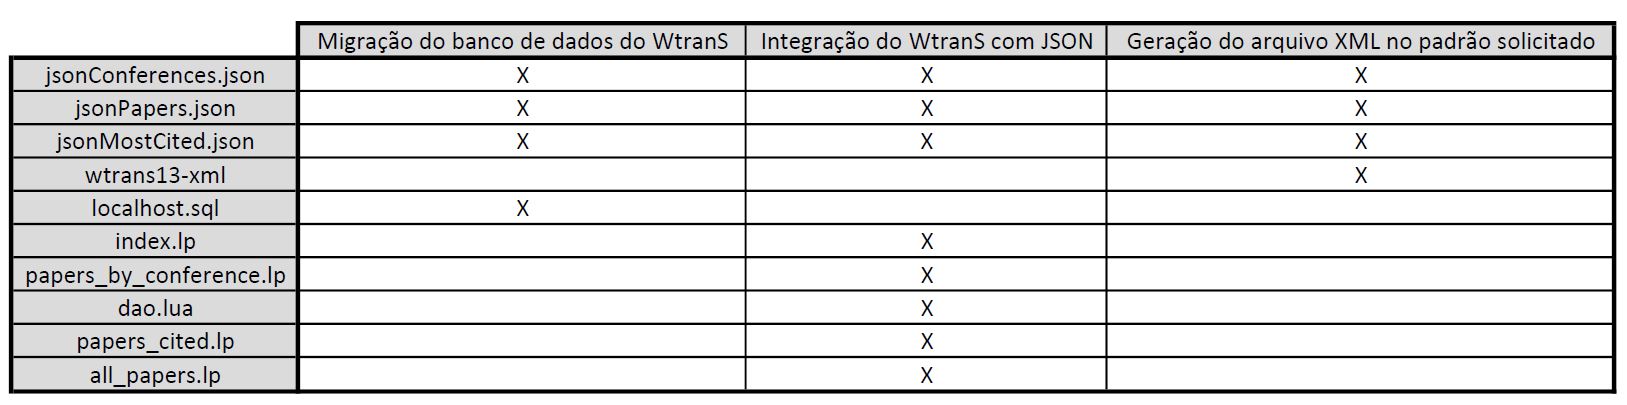 Migração do banco de dados do WtranS Integração do WtranS com JSON Geração do arquivo XML no padrão solicitado
jsonConferences.json X X X
jsonPapers.json X X X
jsonMostCited.json X X X
wtrans13-xml X
localhost.sql X
index.lp X
papers_by_conference.lp X
dao.lua X
papers_cited.lp X
all_papers.lp X